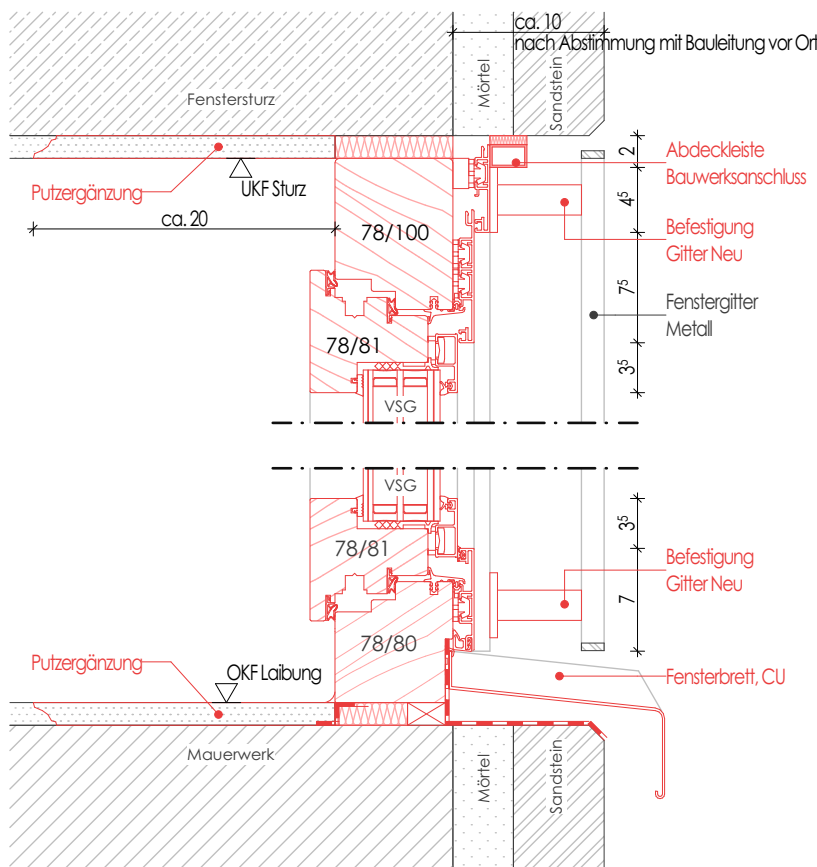 ca. 10
nach Abstimmung mit Bauleitung vor Ort
Fenstersturz
Mörtel
Sandstein
Putzergänzung
UKF Sturz
ca. 20
78/100
78/81
VSG
2
4⁵
7⁵
3⁵
Abdeckleiste
Bauwerksanschluss
Befestigung
Gitter Neu
Fenstergitter
Metall
VSG
78/81
78/80
3⁵
7
Befestigung
Gitter Neu
Putzergänzung
OKF Laibung
Fensterbrett, CU
Mauerwerk
Mörtel
Sandstein